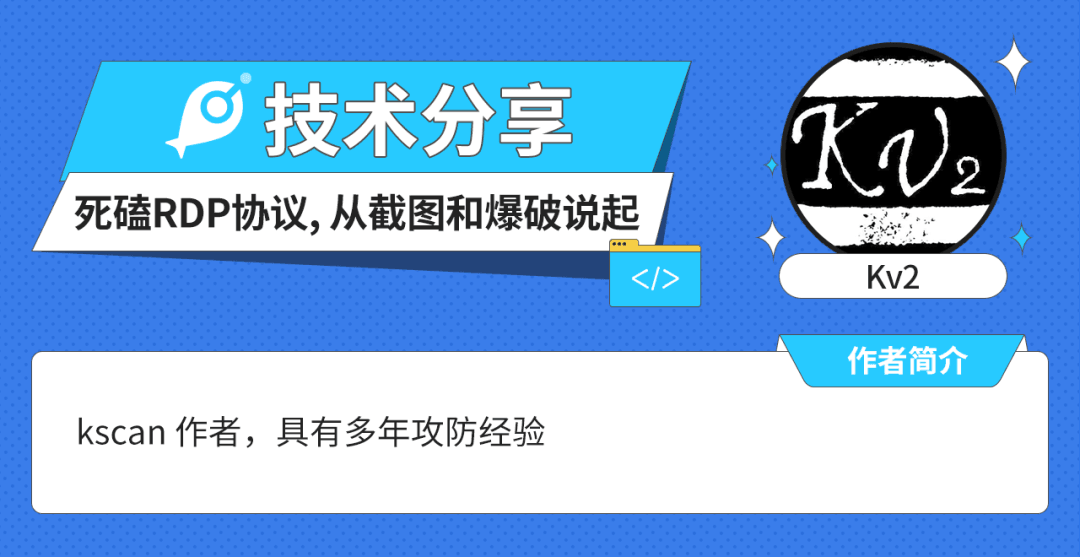 技术分享
死磕RDP协议, 从截图和爆破说起
</>
Kv2
Kv2
作者简介
kscan 作者，具有多年攻防经验